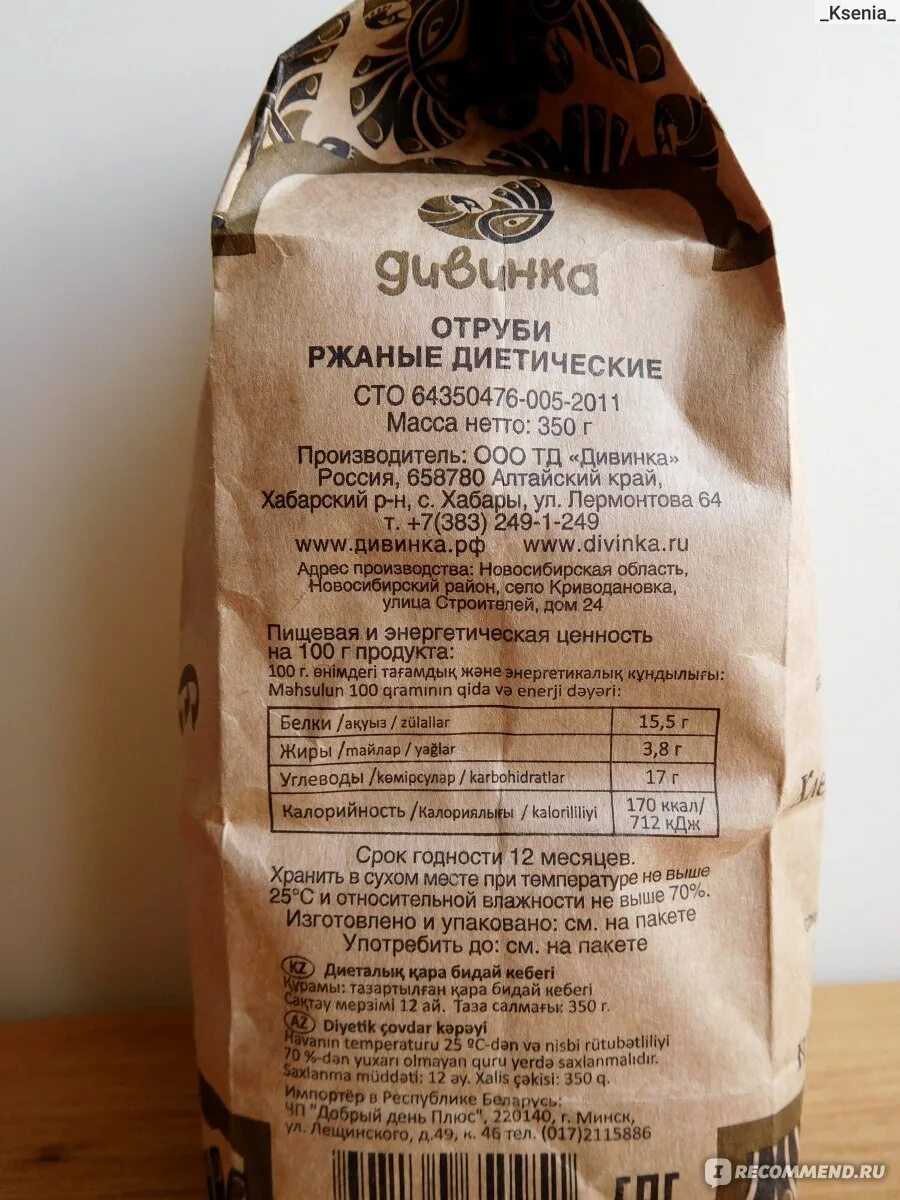 _Ksenia_
дивинка
ОТРУБИ
РЖАНЫЕ ДИЕТИЧЕСКИЕ
СТО 64350476-005-2011
Масса нетто: 350 г
Производитель: ООО ТД «Дивинка»
Россия, 658780 Алтайский край,
Хабарский р-н, с. Хабары, ул. Лермонтова 64
т. +7(383) 249-1-249
www.дивинка.рф www.divinka.ru
Адрес производства: Новосибирская область,
Новосибирский район, село Криводановка,
улица Строителей, дом 24
Пищевая и энергетическая ценность
на 100 г продукта:
100 г. өнімдегі тағамдық және энергетикалық құндылығы:
Məhsulun 100 qramının qida və enerji dəyəri:
Белки /ақуыз / zülallar 15,5 г
Жиры /майлар / yağlar 3,8 г
Углеводы /көмірсулар / karbohidratlar 17 г
Калорийность /Калориялығы / kalorililiyi 170 ккал/
712 кДж
Срок годности 12 месяцев.
Хранить в сухом месте при температуре не выше
25°С и относительной влажности не выше 70%.
Изготовлено и упаковано: см. на пакете
Употребить до: см. на пакете
KZ Диеталық қара бидай кебегі
Құрамы: тазартылған қара бидай кебегі
Сақтау мерзімі 12 ай. Таза салмағы: 350 г.
AZ Diyetik çovdar kəpəyi
Havanın temperaturu 25 ºC-dən və nisbi rütubətliliyi
70 %-dən yuxarı olmayan quru yerdə saxlanmalıdır.
Saxlanma müddəti: 12 ay. Xalis çəkisi: 350 q.
Импортёр в Республике Беларусь:
ЧП "Добрый день Плюс", 220140, г. Минск,
ул. Лещинского, д.49, к. 46 тел. (017)2115886
I RECOMMEND.RU